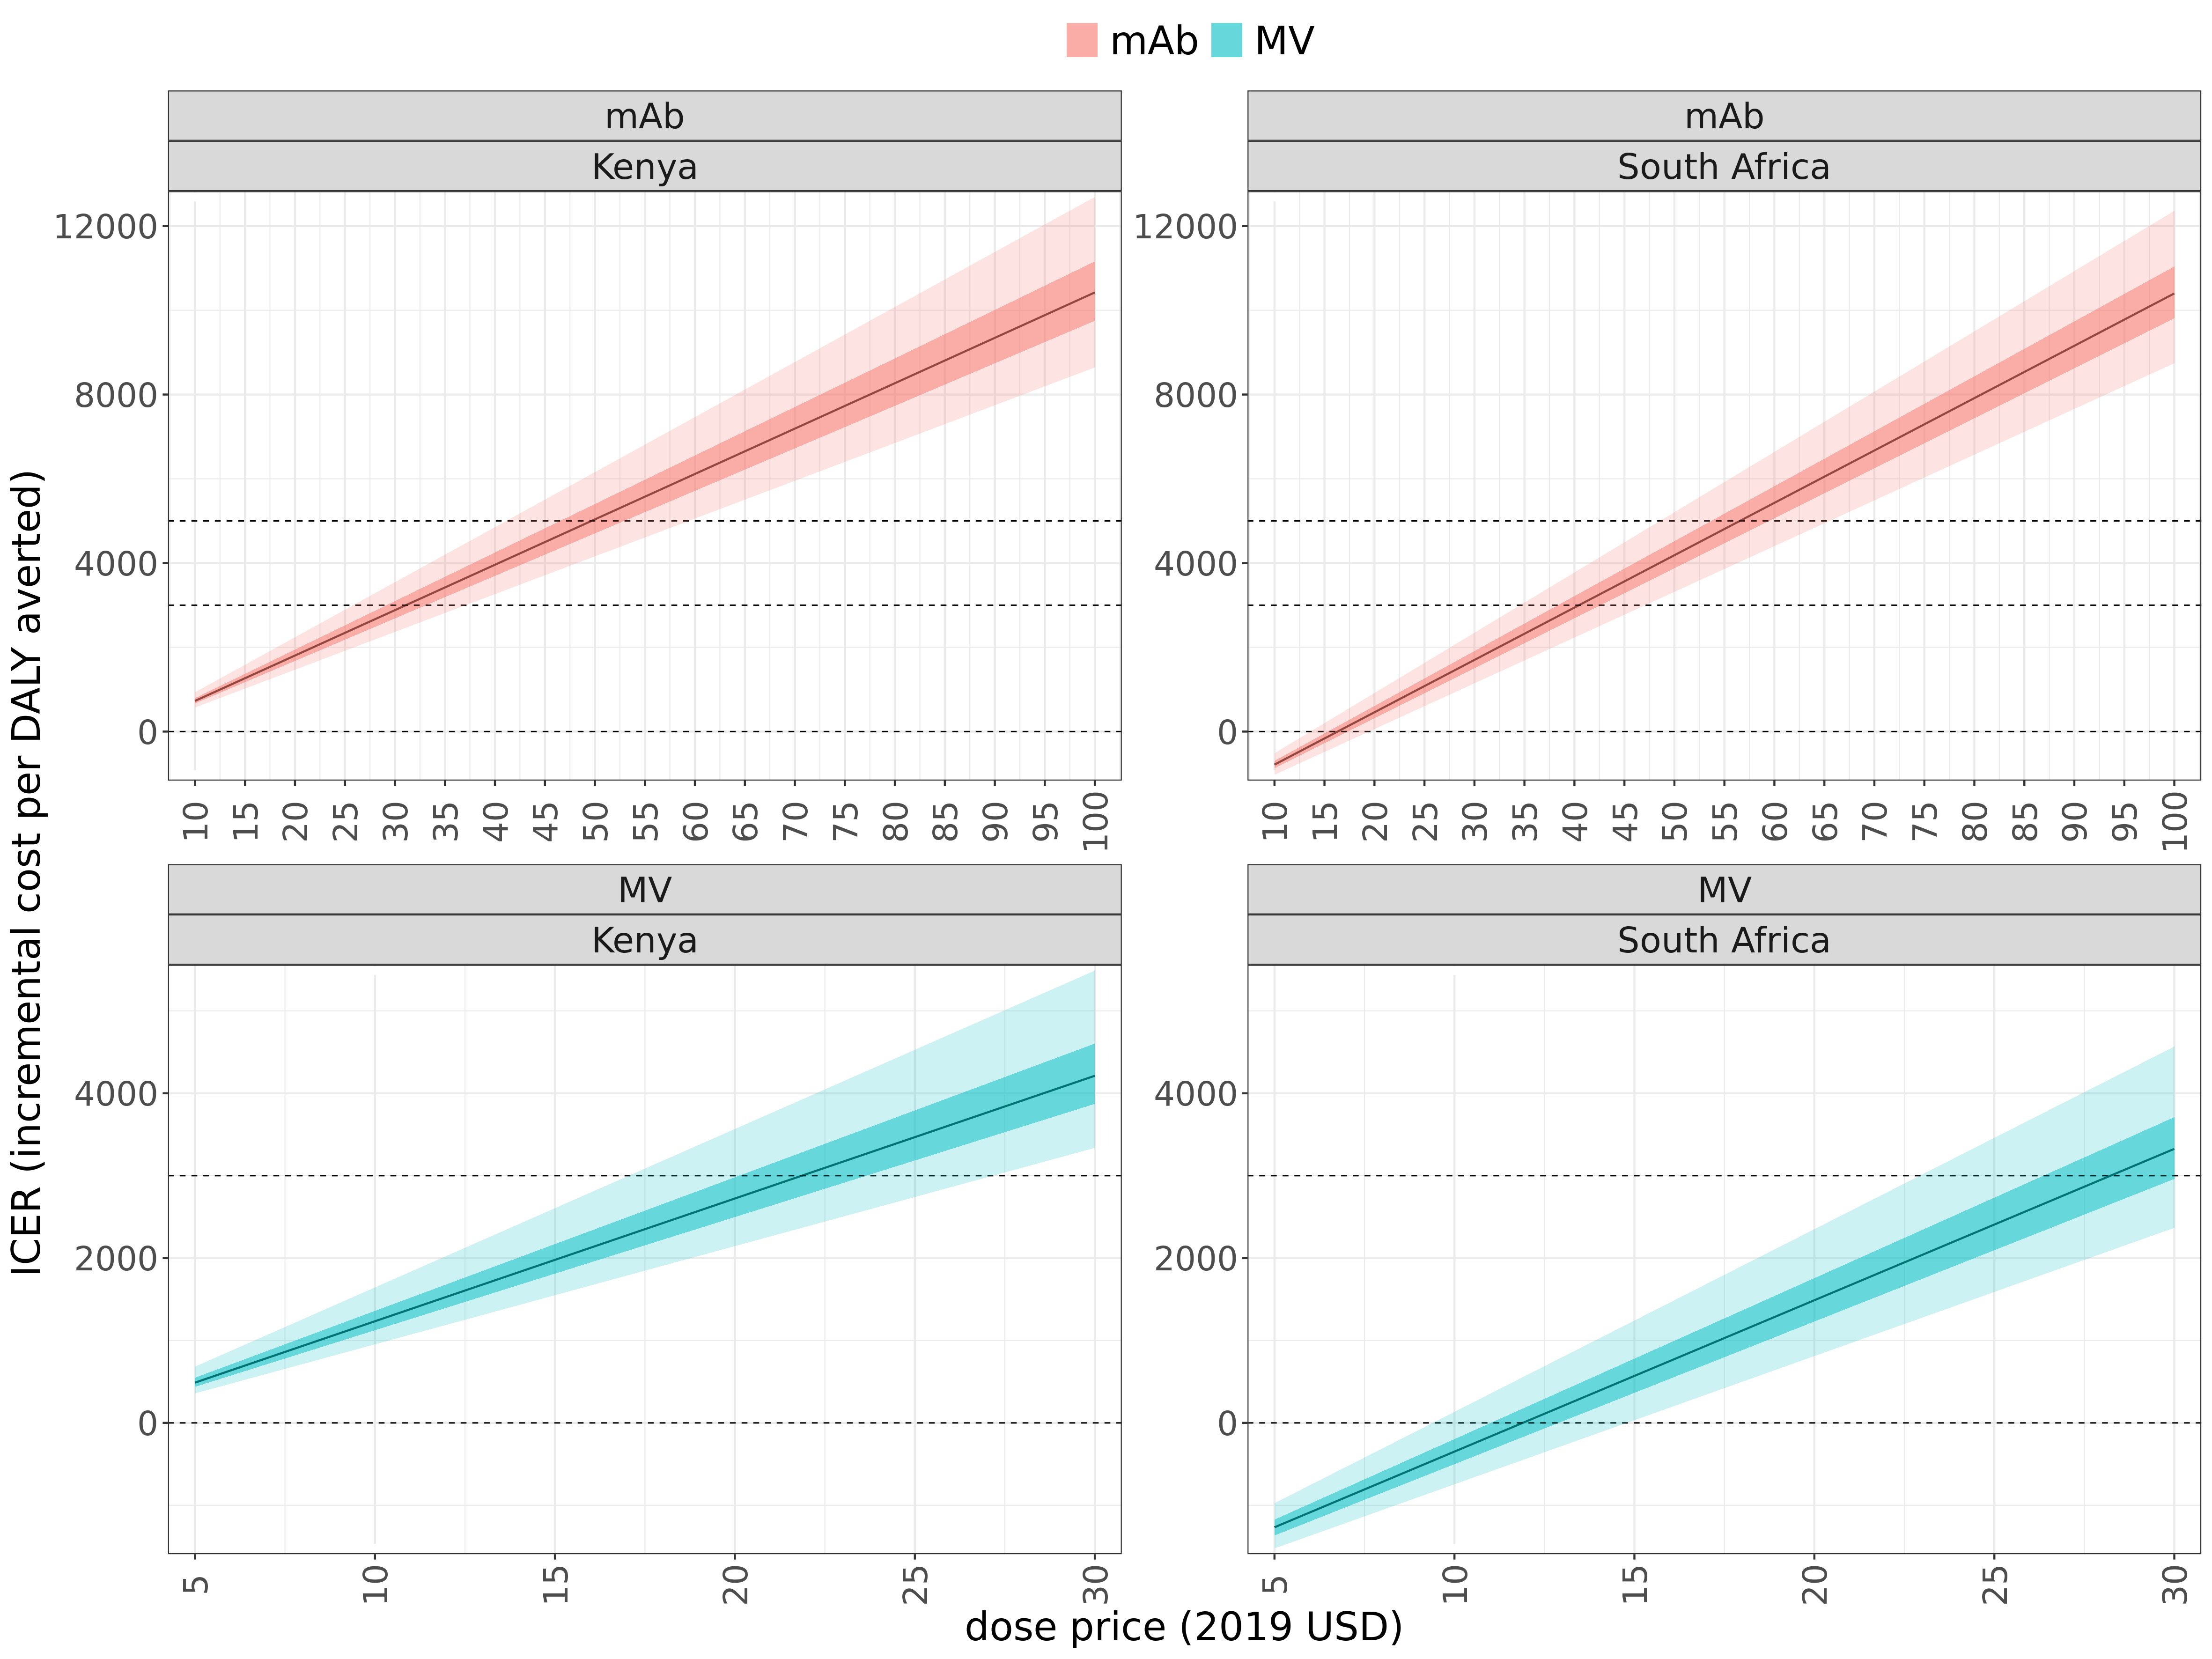 mAb MV
mAb
Kenya
12000
8000
4000
0
10 15 20 25 30 35 40 45 50 55 60 65 70 75 80 85 90 95 100
mAb
South Africa
12000
8000
4000
0
10 15 20 25 30 35 40 45 50 55 60 65 70 75 80 85 90 95 100
ICER (incremental cost per DALY averted)
MV
Kenya
4000
2000
0
5 10 15 20 25 30
MV
South Africa
4000
2000
0
5 10 15 20 25 30
dose price (2019 USD)